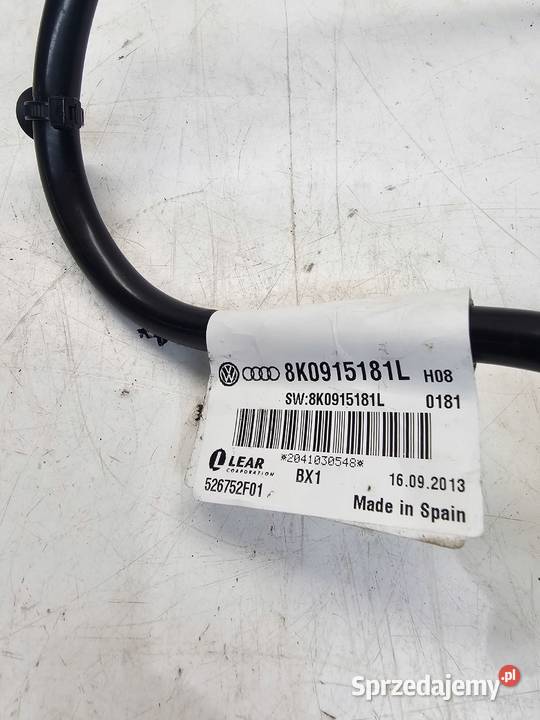 8K0915181L H08
SW:8K0915181L 0181
*2041030548*
LEAR BX1 16.09.2013
CORPORATION
526752F01 Made in Spain
Sprzedajemy.pl